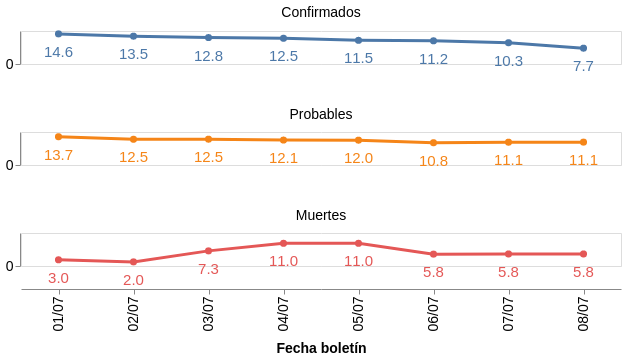 Confirmados
0
14.6 13.5 12.8 12.5 11.5 11.2 10.3 7.7
Probables
0
13.7 12.5 12.5 12.1 12.0 10.8 11.1 11.1
Muertes
0
3.0 2.0 7.3 11.0 11.0 5.8 5.8 5.8
01/07 02/07 03/07 04/07 05/07 06/07 07/07 08/07
Fecha boletín